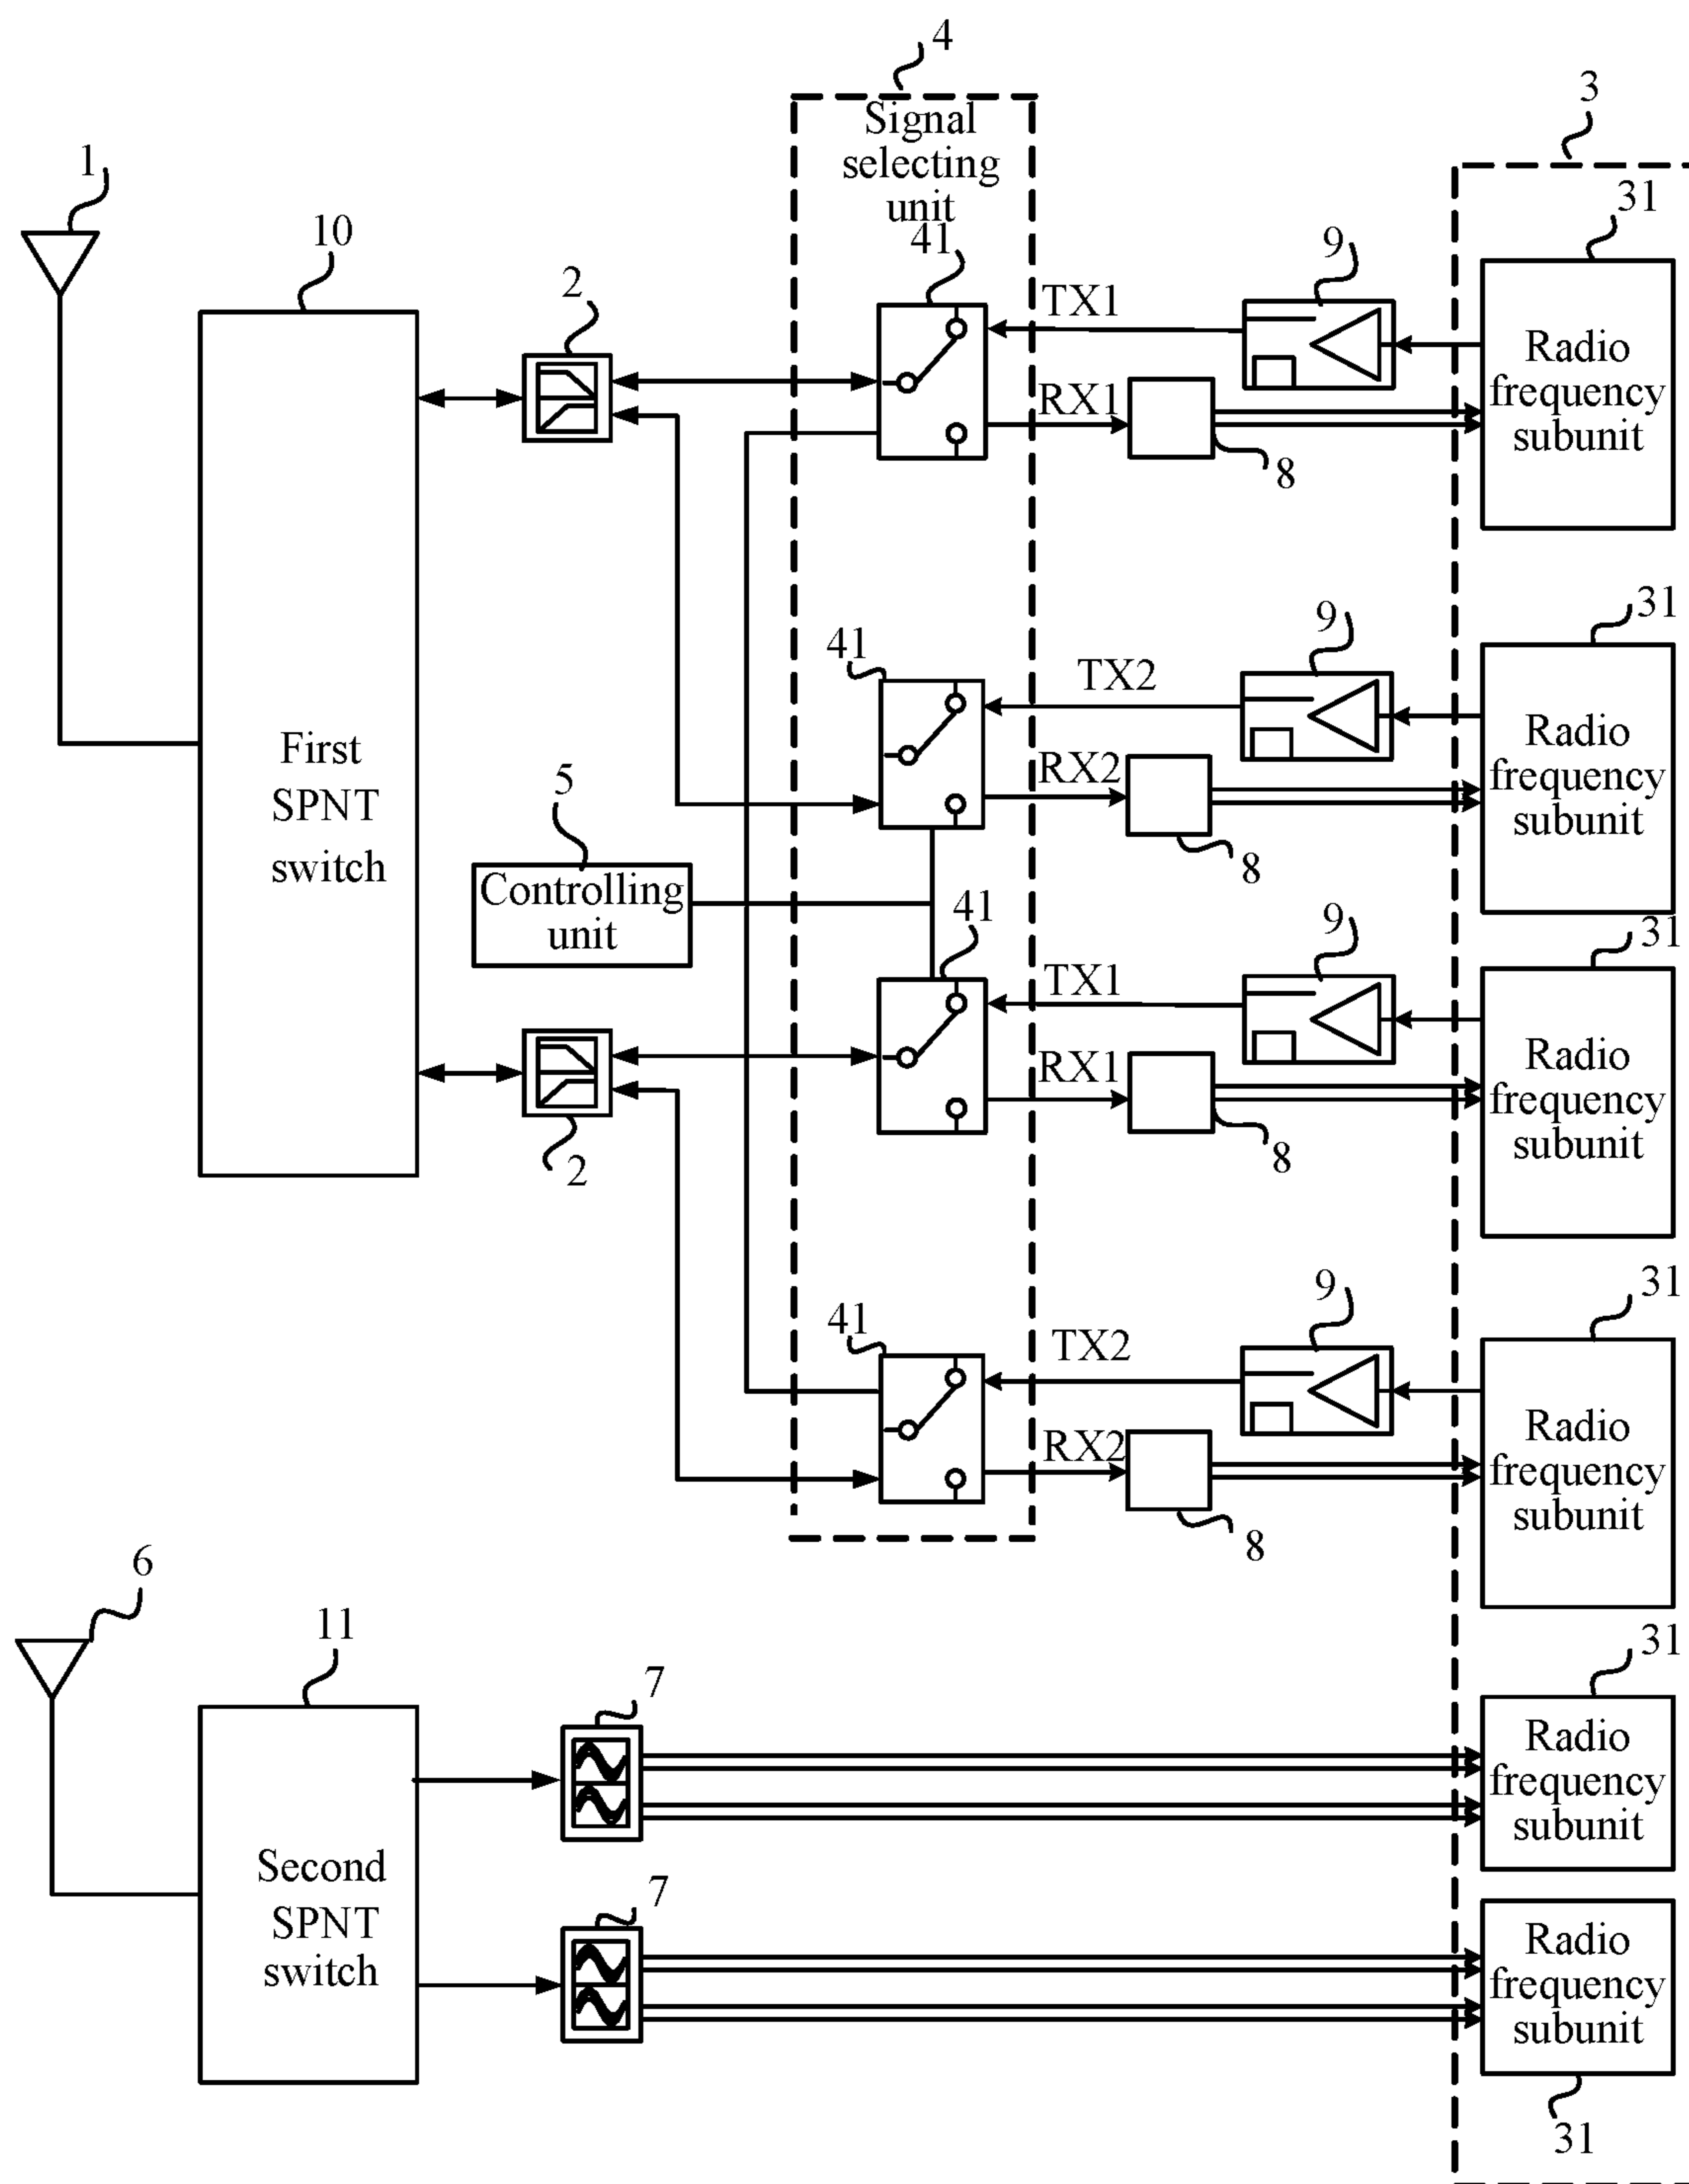 4
Signal
selecting
unit
3
1
10
2
41
TX1
9
31
Radio
frequency
subunit
RX1
8
41
TX2
9
31
Radio
frequency
subunit
RX2
8
First
SPNT
switch
5
Controlling
unit
41
TX1
9
31
Radio
frequency
subunit
RX1
8
2
41
TX2
9
31
Radio
frequency
subunit
RX2
8
6
11
Second
SPNT
switch
7
31
Radio
frequency
subunit
7
Radio
frequency
subunit
31